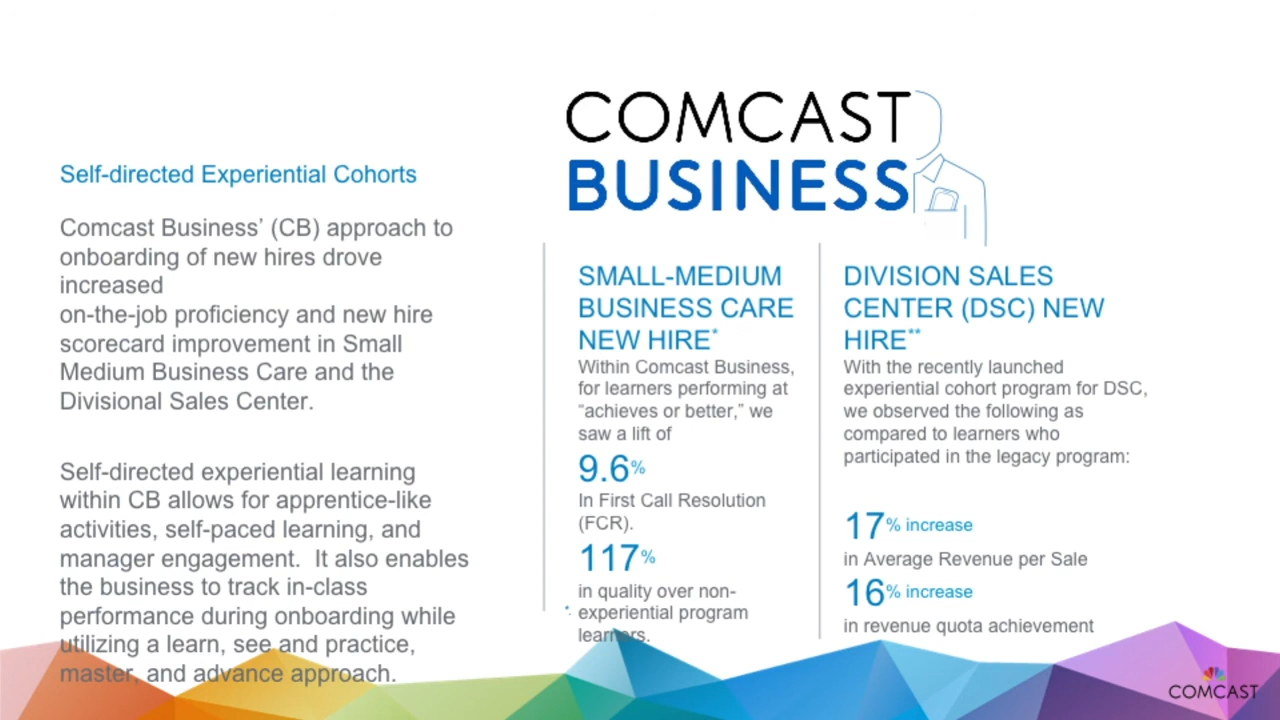 COMCAST
BUSINESS
Self-directed Experiential Cohorts
Comcast Business’ (CB) approach to
onboarding of new hires drove
increased
on-the-job proficiency and new hire
scorecard improvement in Small
Medium Business Care and the
Divisional Sales Center.
Self-directed experiential learning
within CB allows for apprentice-like
activities, self-paced learning, and
manager engagement.  It also enables
the business to track in-class
performance during onboarding while
utilizing a learn, see and practice,
master, and advance approach.
SMALL-MEDIUM
BUSINESS CARE
NEW HIRE*
Within Comcast Business,
for learners performing at
“achieves or better,” we
saw a lift of
9.6%
In First Call Resolution
(FCR).
117%
in quality over non-
experiential program
learners.
DIVISION SALES
CENTER (DSC) NEW
HIRE**
With the recently launched
experiential cohort program for DSC,
we observed the following as
compared to learners who
participated in the legacy program:
17% increase
in Average Revenue per Sale
16% increase
in revenue quota achievement
COMCAST